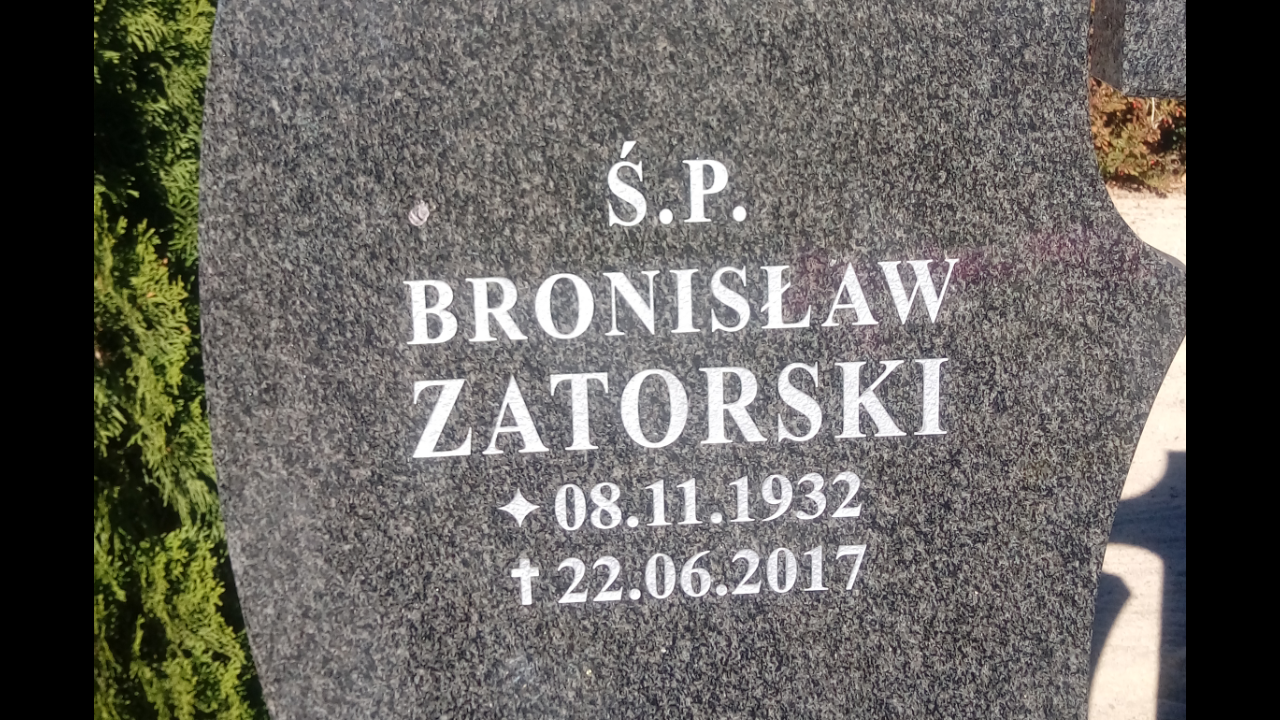 Ś.P.
BRONISŁAW
ZATORSKI
✦ 08.11.1932
✝ 22.06.2017